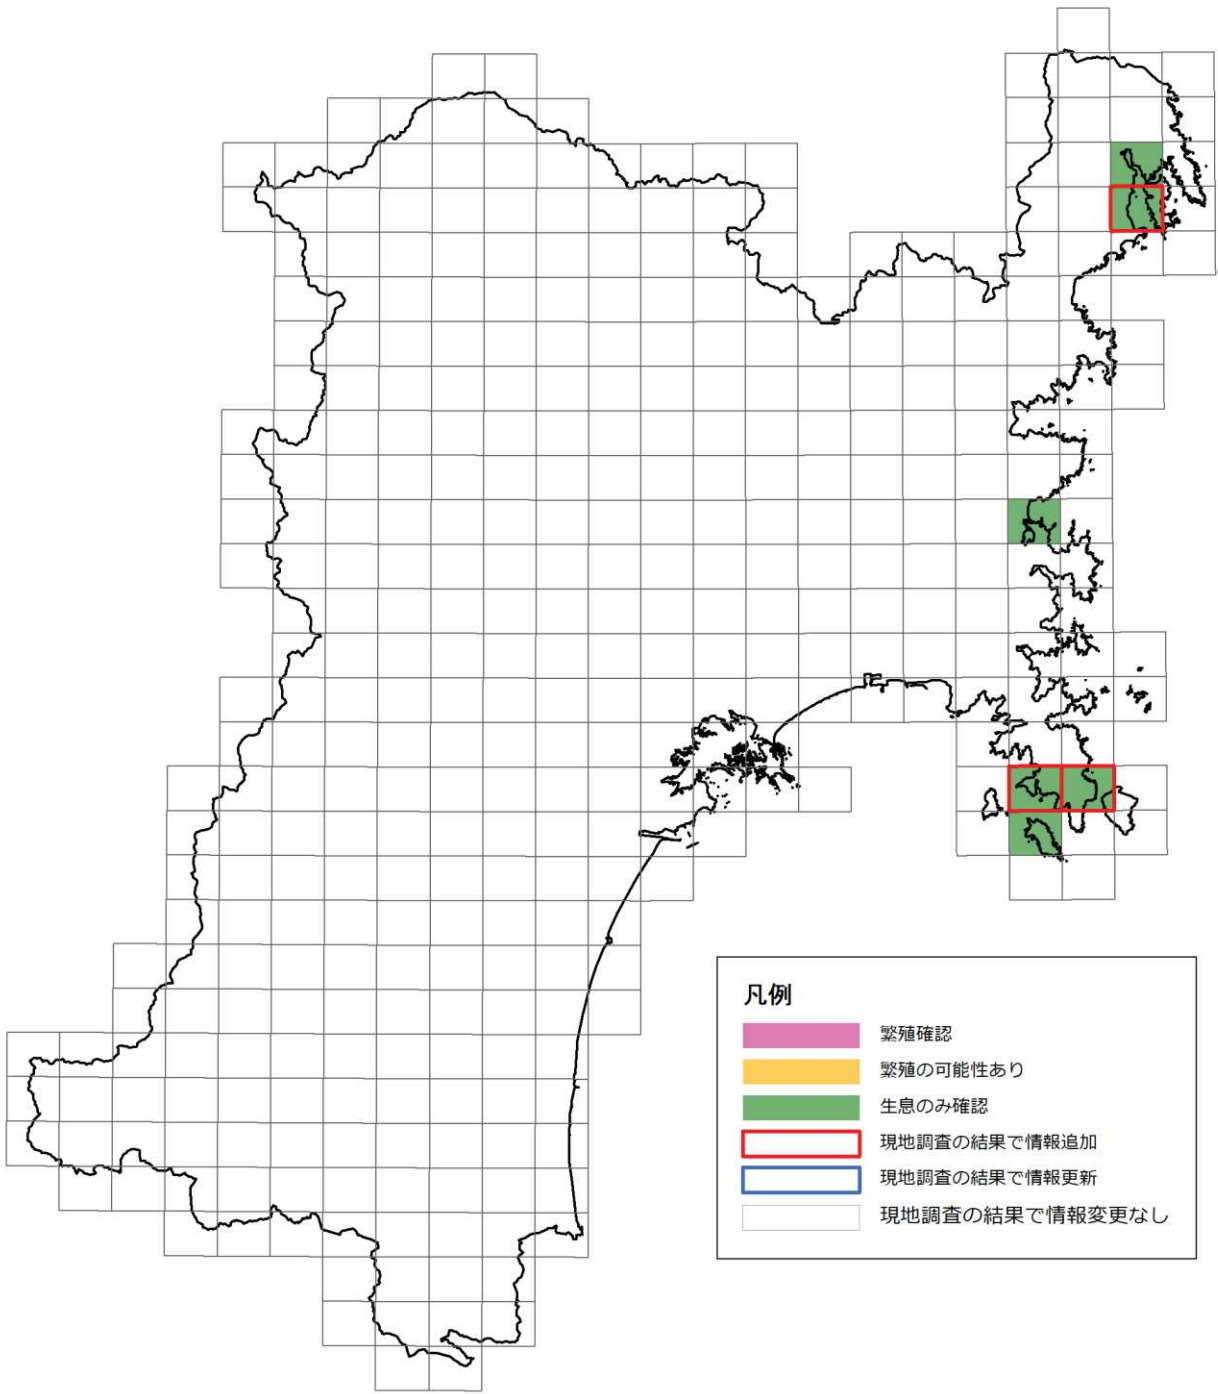 凡例
繁殖確認
繁殖の可能性あり
生息のみ確認
現地調査の結果で情報追加
現地調査の結果で情報更新
現地調査の結果で情報変更なし